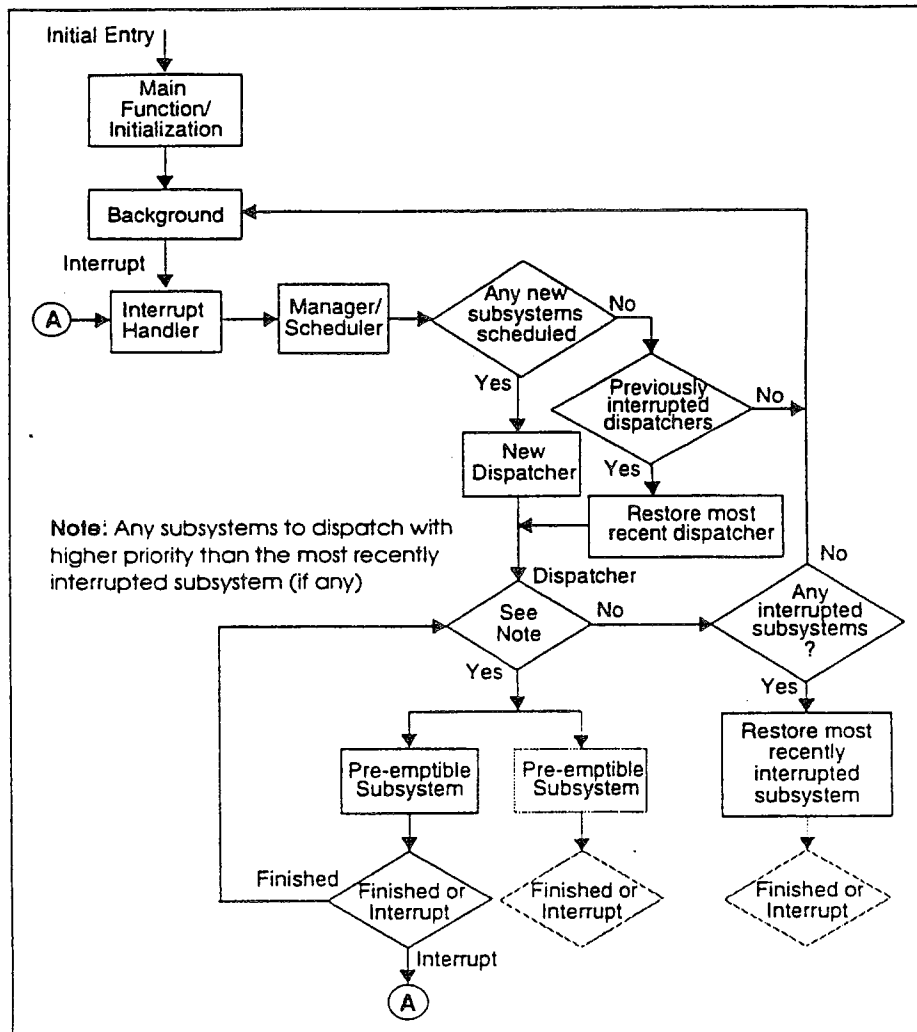 Initial Entry
Main
Function/
Initialization
Background
Interrupt
A
Interrupt
Handler
Manager/
Scheduler
Any new
subsystems
scheduled
No
Yes
Previously
interrupted
dispatchers
No
New
Dispatcher
Yes
Restore most
recent dispatcher
Note: Any subsystems to dispatch with
higher priority than the most recently
interrupted subsystem (if any)
Dispatcher
No
See
Note
No
Any
interrupted
subsystems
?
Yes
Yes
Pre-emptible
Subsystem
Pre-emptible
Subsystem
Restore most
recently
interrupted
subsystem
Finished
Finished or
Interrupt
Finished or
Interrupt
Finished or
Interrupt
Interrupt
A